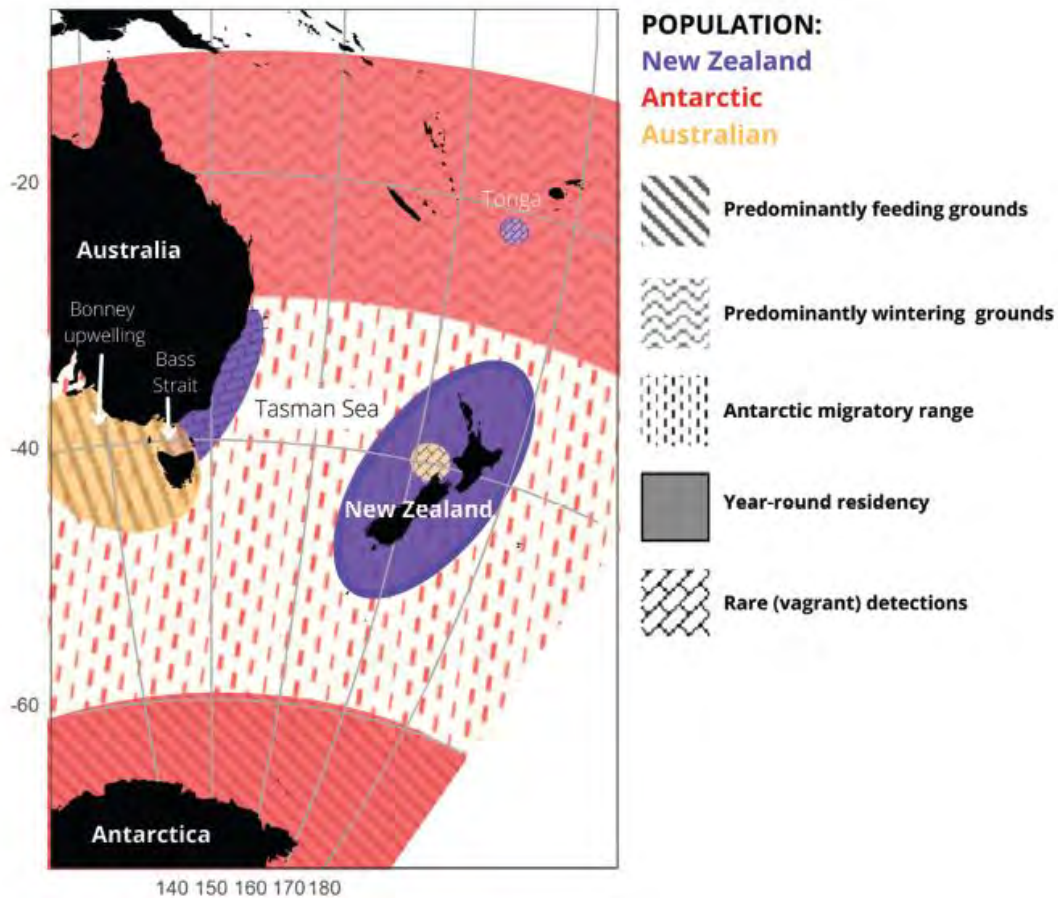 POPULATION:
New Zealand
Antarctic
Australian
Predominantly feeding grounds
Predominantly wintering grounds
Antarctic migratory range
Year-round residency
Rare (vagrant) detections
-20
-40
-60
Tonga
Australia
Bonney
upwelling
Bass
Strait
Tasman Sea
New Zealand
Antarctica
140 150 160 170 180